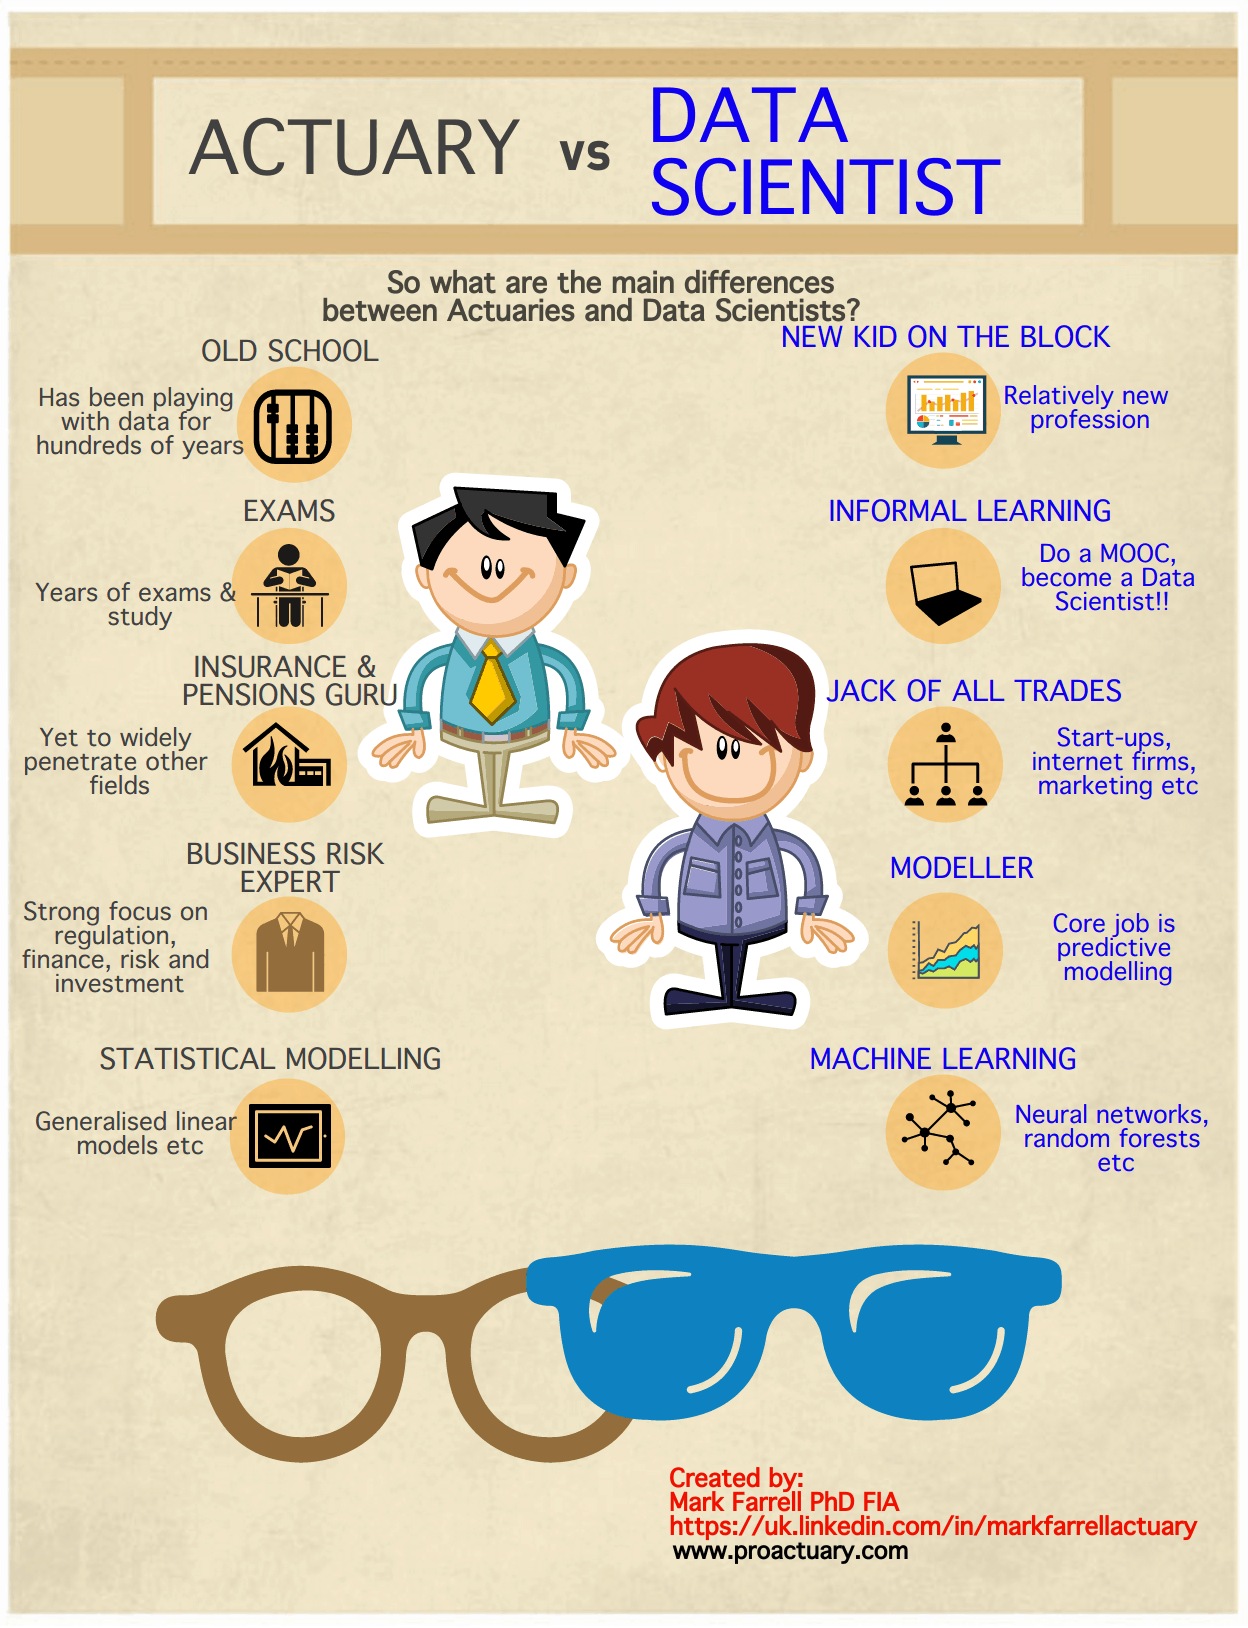 ACTUARY vs DATA
SCIENTIST
So what are the main differences
between Actuaries and Data Scientists?
OLD SCHOOL
Has been playing
with data for
hundreds of years
EXAMS
Years of exams &
study
INSURANCE &
PENSIONS GURU
Yet to widely
penetrate other
fields
BUSINESS RISK
EXPERT
Strong focus on
regulation,
finance, risk and
investment
STATISTICAL MODELLING
Generalised linear
models etc
NEW KID ON THE BLOCK
Relatively new
profession
INFORMAL LEARNING
Do a MOOC,
become a Data
Scientist!!
JACK OF ALL TRADES
Start-ups,
internet firms,
marketing etc
MODELLER
Core job is
predictive
modelling
MACHINE LEARNING
Neural networks,
random forests
etc
Created by:
Mark Farrell PhD FIA
https://uk.linkedin.com/in/markfarrellactuary
www.proactuary.com